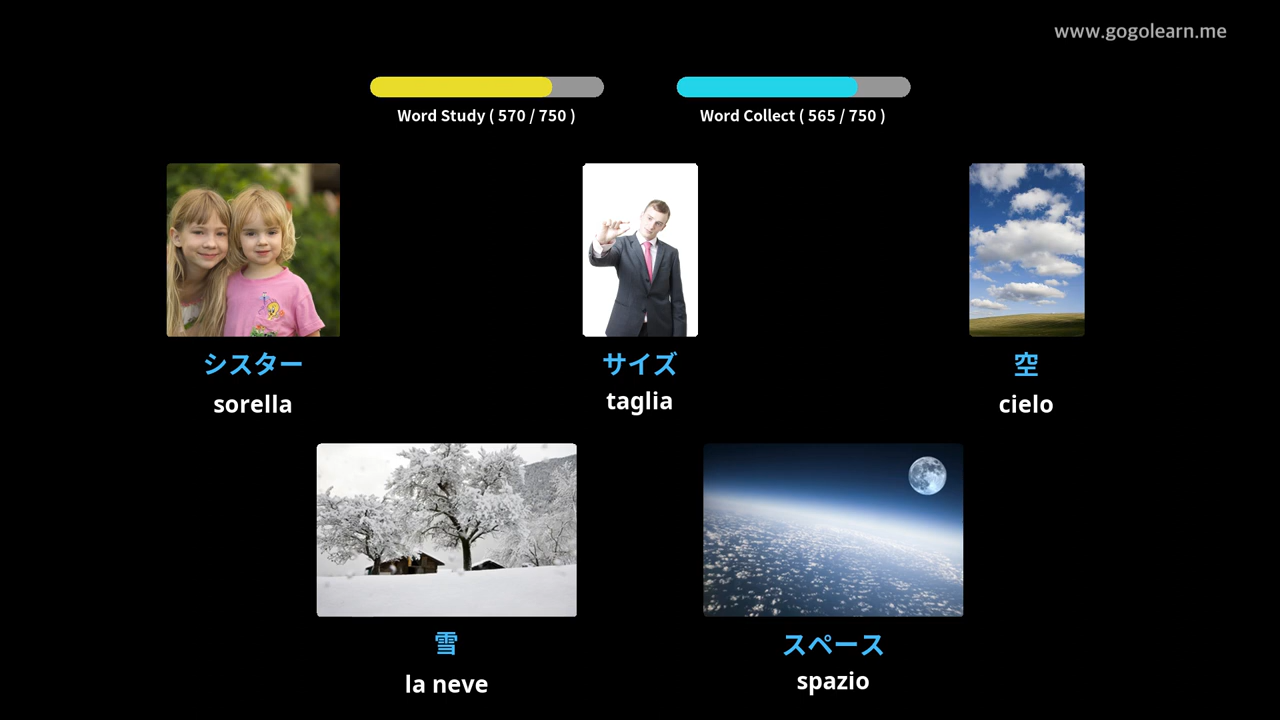 www.gogolearn.me
Word Study ( 570 / 750 )
Word Collect ( 565 / 750 )
シスター
sorella
サイズ
taglia
空
cielo
雪
la neve
スペース
spazio